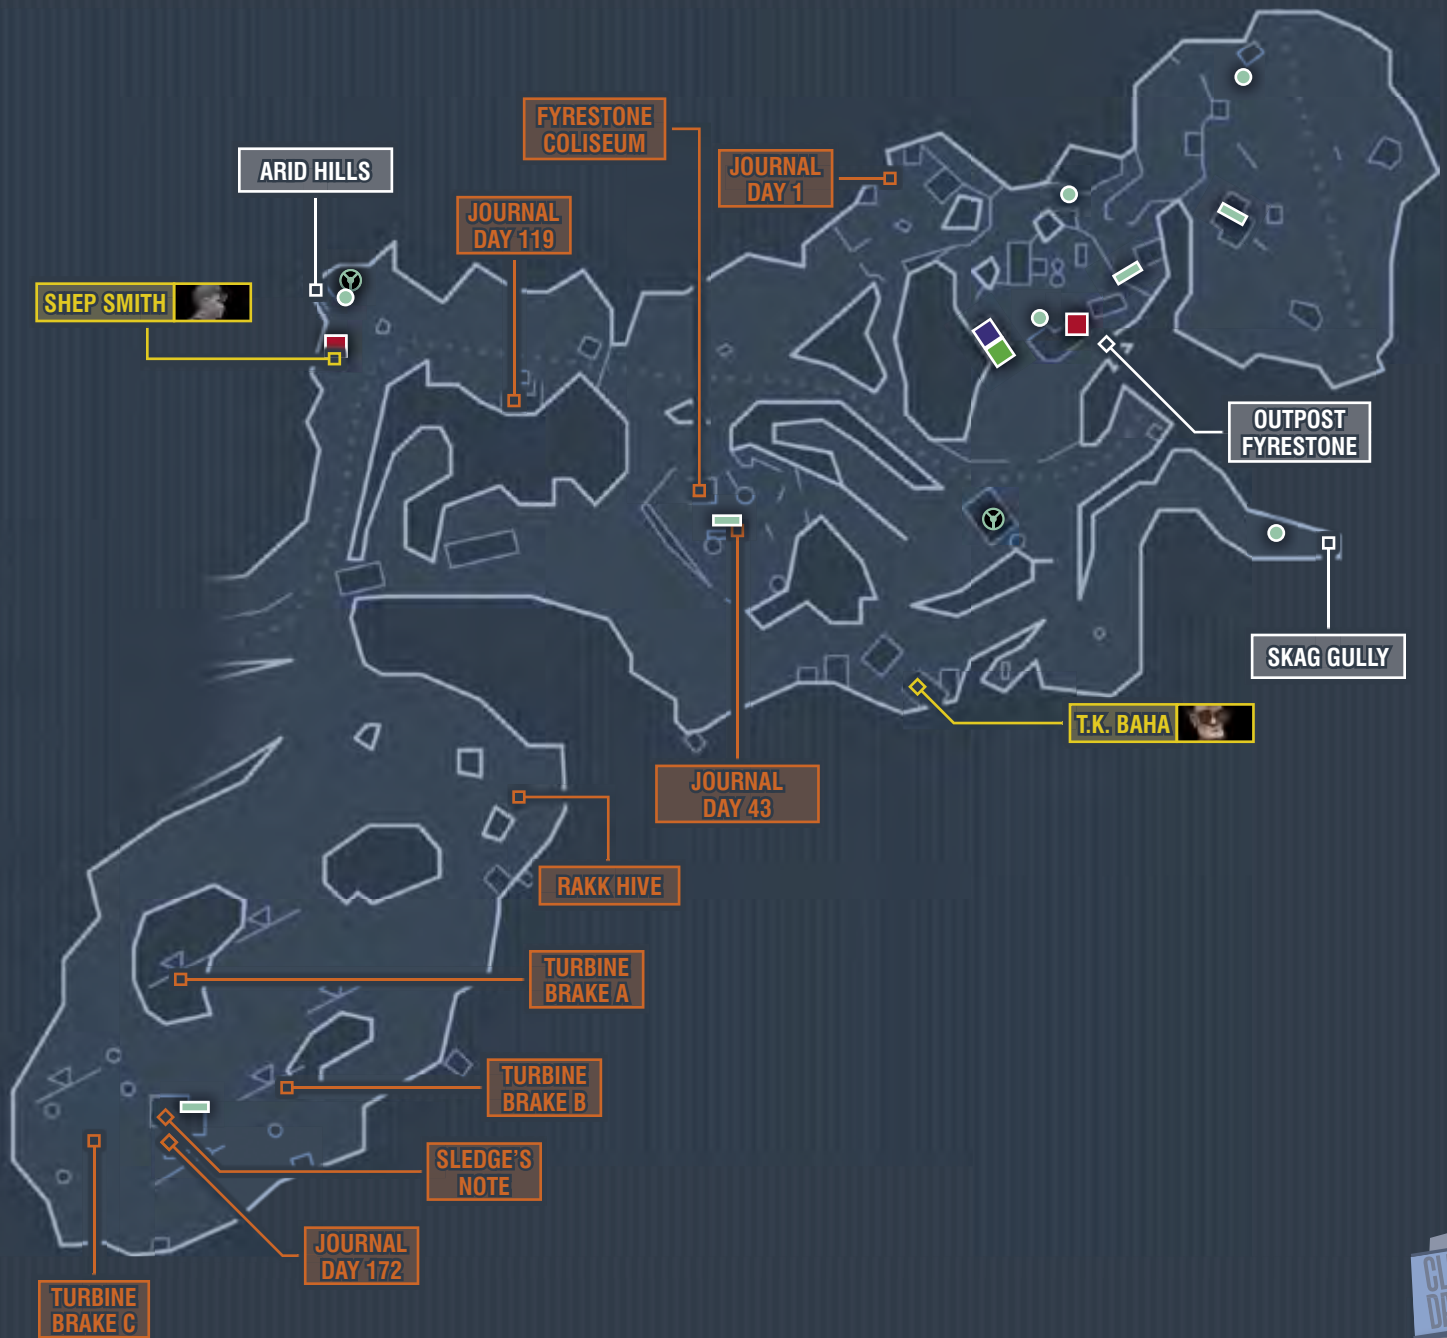 FYRESTONE
COLISEUM
ARID HILLS
JOURNAL
DAY 1
JOURNAL
DAY 119
SHEP SMITH
OUTPOST
FYRESTONE
SKAG GULLY
T.K. BAHA
JOURNAL
DAY 43
RAKK HIVE
TURBINE
BRAKE A
TURBINE
BRAKE B
SLEDGE'S
NOTE
JOURNAL
DAY 172
TURBINE
BRAKE C